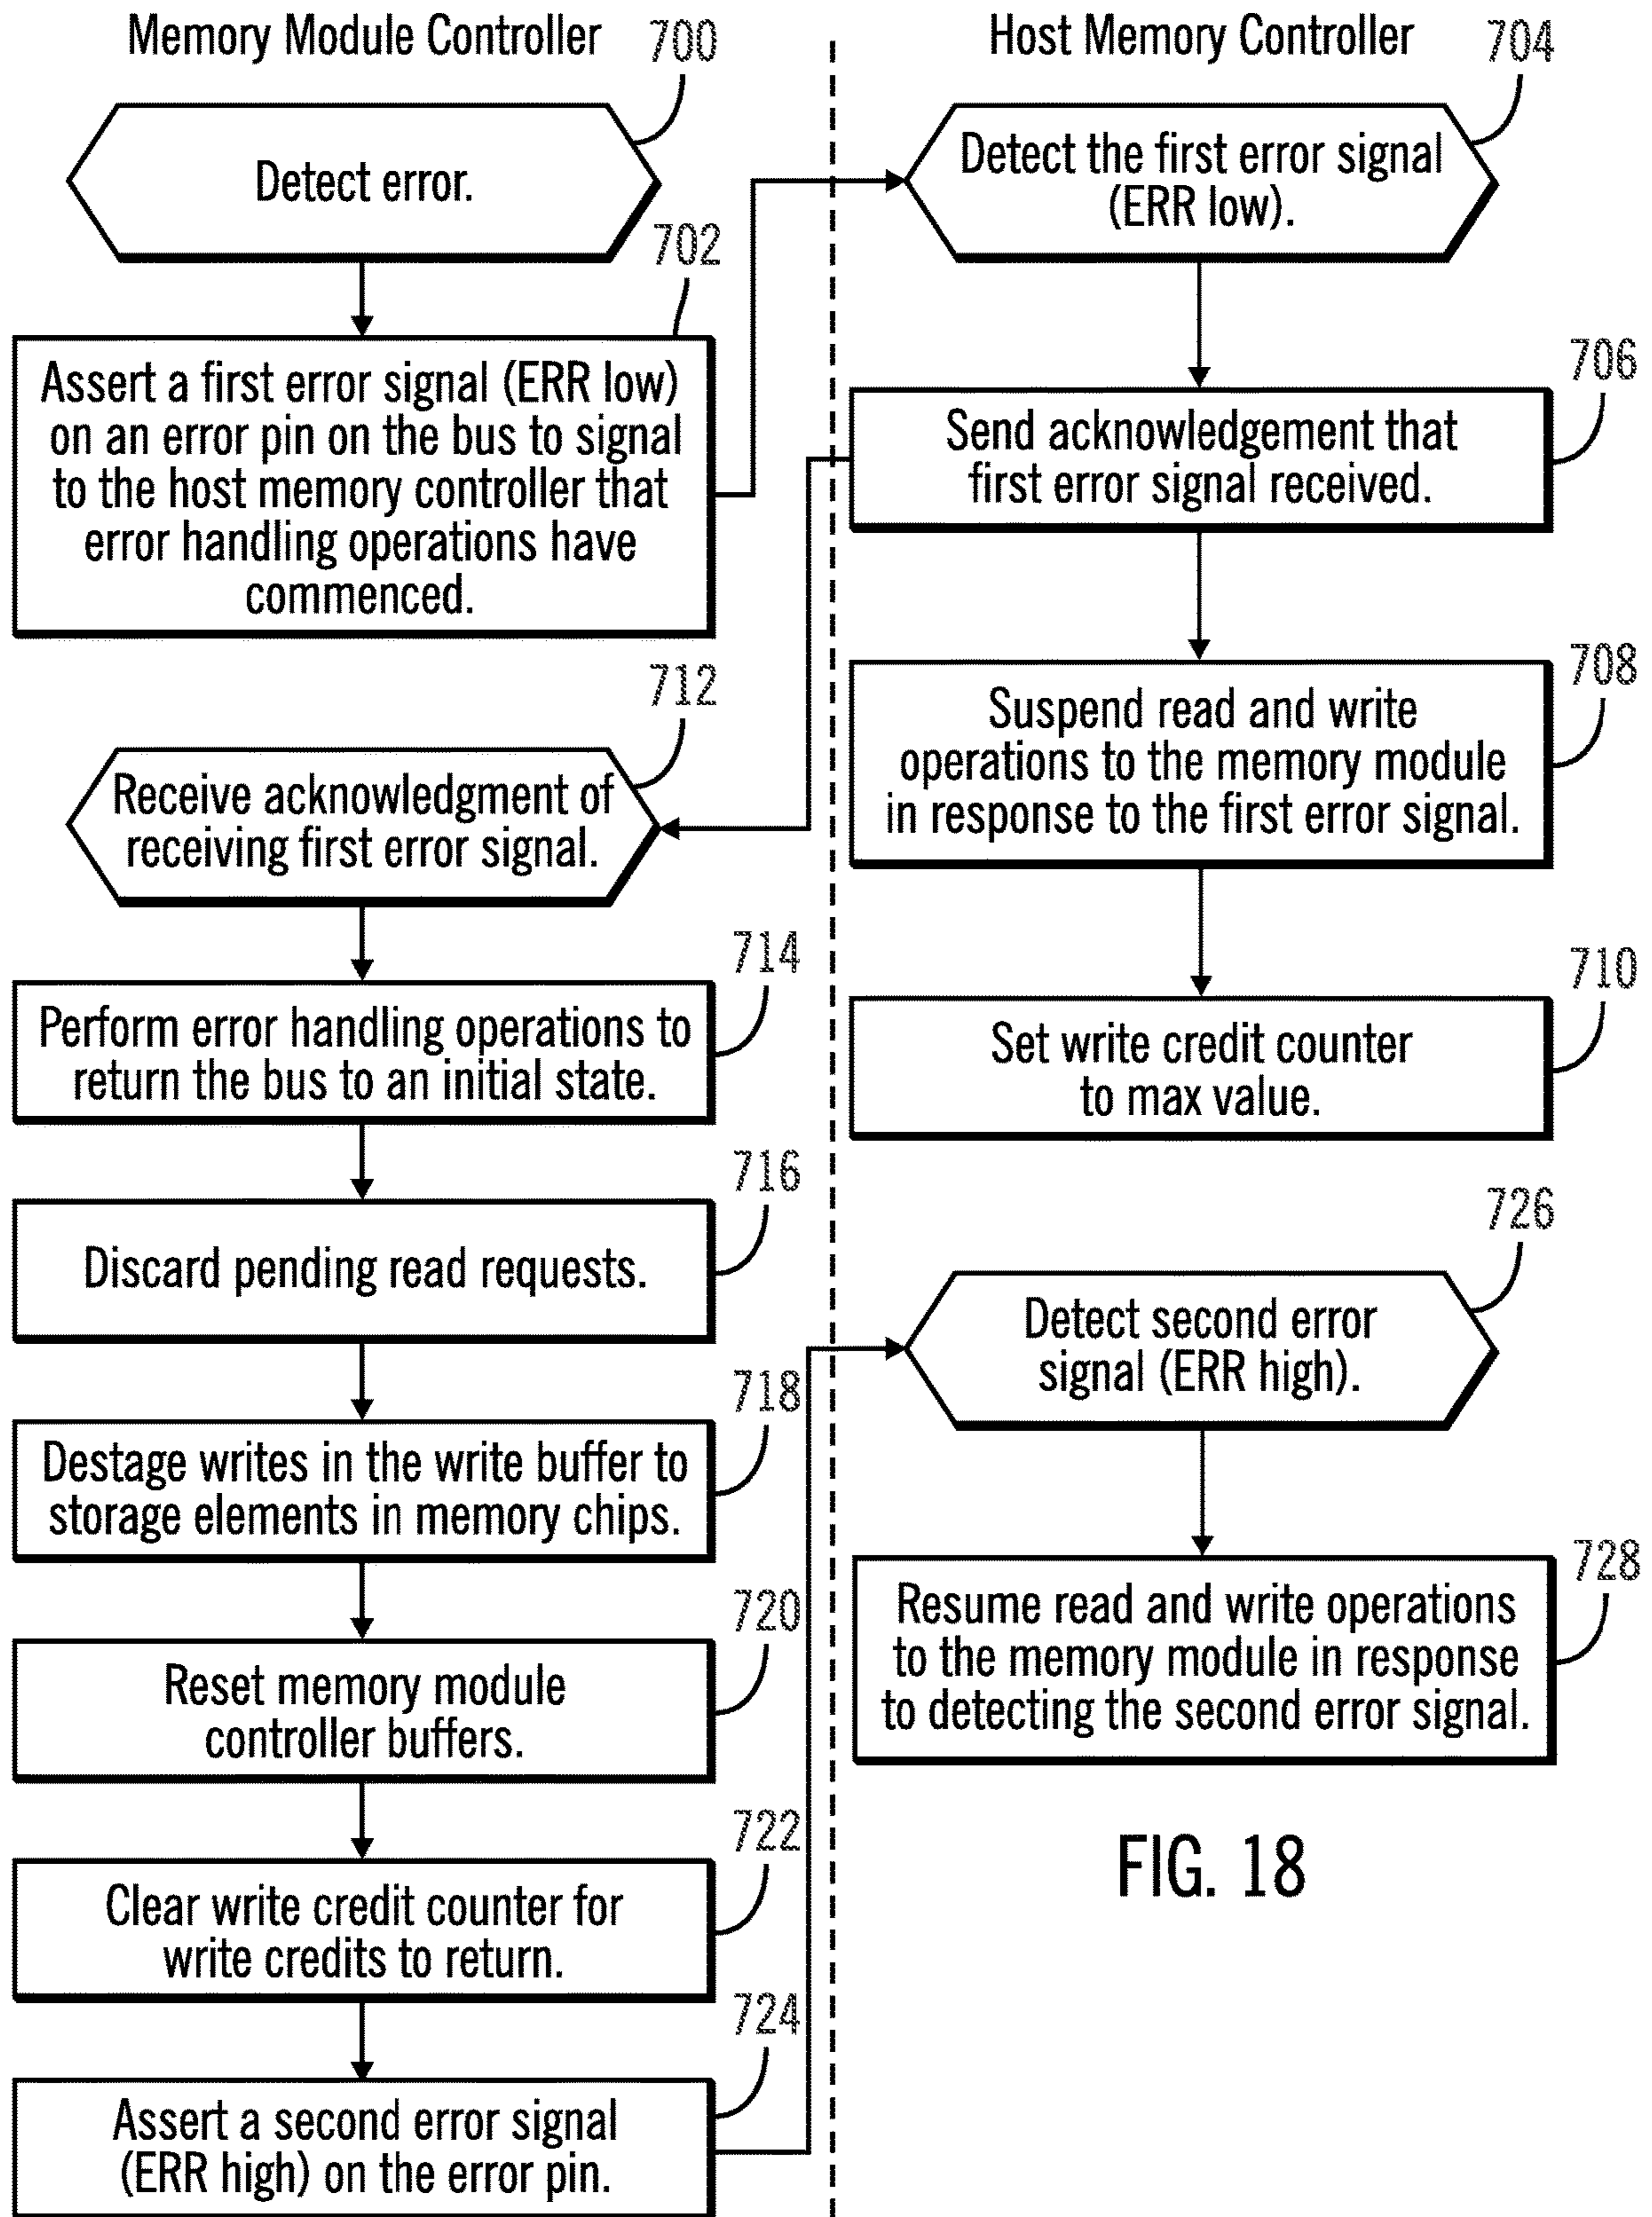 Memory Module Controller
700
Detect error.
702
Assert a first error signal (ERR low)
on an error pin on the bus to signal
to the host memory controller that
error handling operations have
commenced.
712
Receive acknowledgment of
receiving first error signal.
714
Perform error handling operations to
return the bus to an initial state.
716
Discard pending read requests.
718
Destage writes in the write buffer to
storage elements in memory chips.
720
Reset memory module
controller buffers.
722
Clear write credit counter for
write credits to return.
724
Assert a second error signal
(ERR high) on the error pin.
Host Memory Controller
704
Detect the first error signal
(ERR low).
706
Send acknowledgement that
first error signal received.
708
Suspend read and write
operations to the memory module
in response to the first error signal.
710
Set write credit counter
to max value.
726
Detect second error
signal (ERR high).
728
Resume read and write operations
to the memory module in response
to detecting the second error signal.
FIG. 18